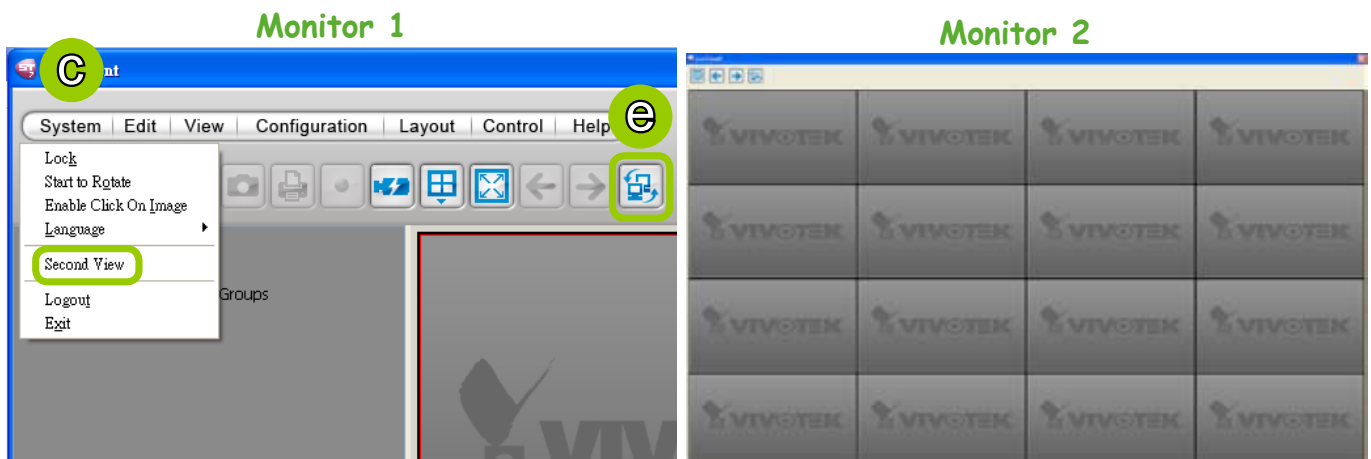 Monitor 1
Monitor 2
ST
C
nt
System Edit View Configuration Layout Control Help
e
Lock
Start to Rotate
Enable Click On Image
Language
Second View
Logout
Exit
Groups
VIV
VIVOTEK VIVOTEK VIVOTEK VIVOTEK
VIVOTEK VIVOTEK VIVOTEK VIVOTEK
VIVOTEK VIVOTEK VIVOTEK VIVOTEK
VIVOTEK VIVOTEK VIVOTEK VIVOTEK